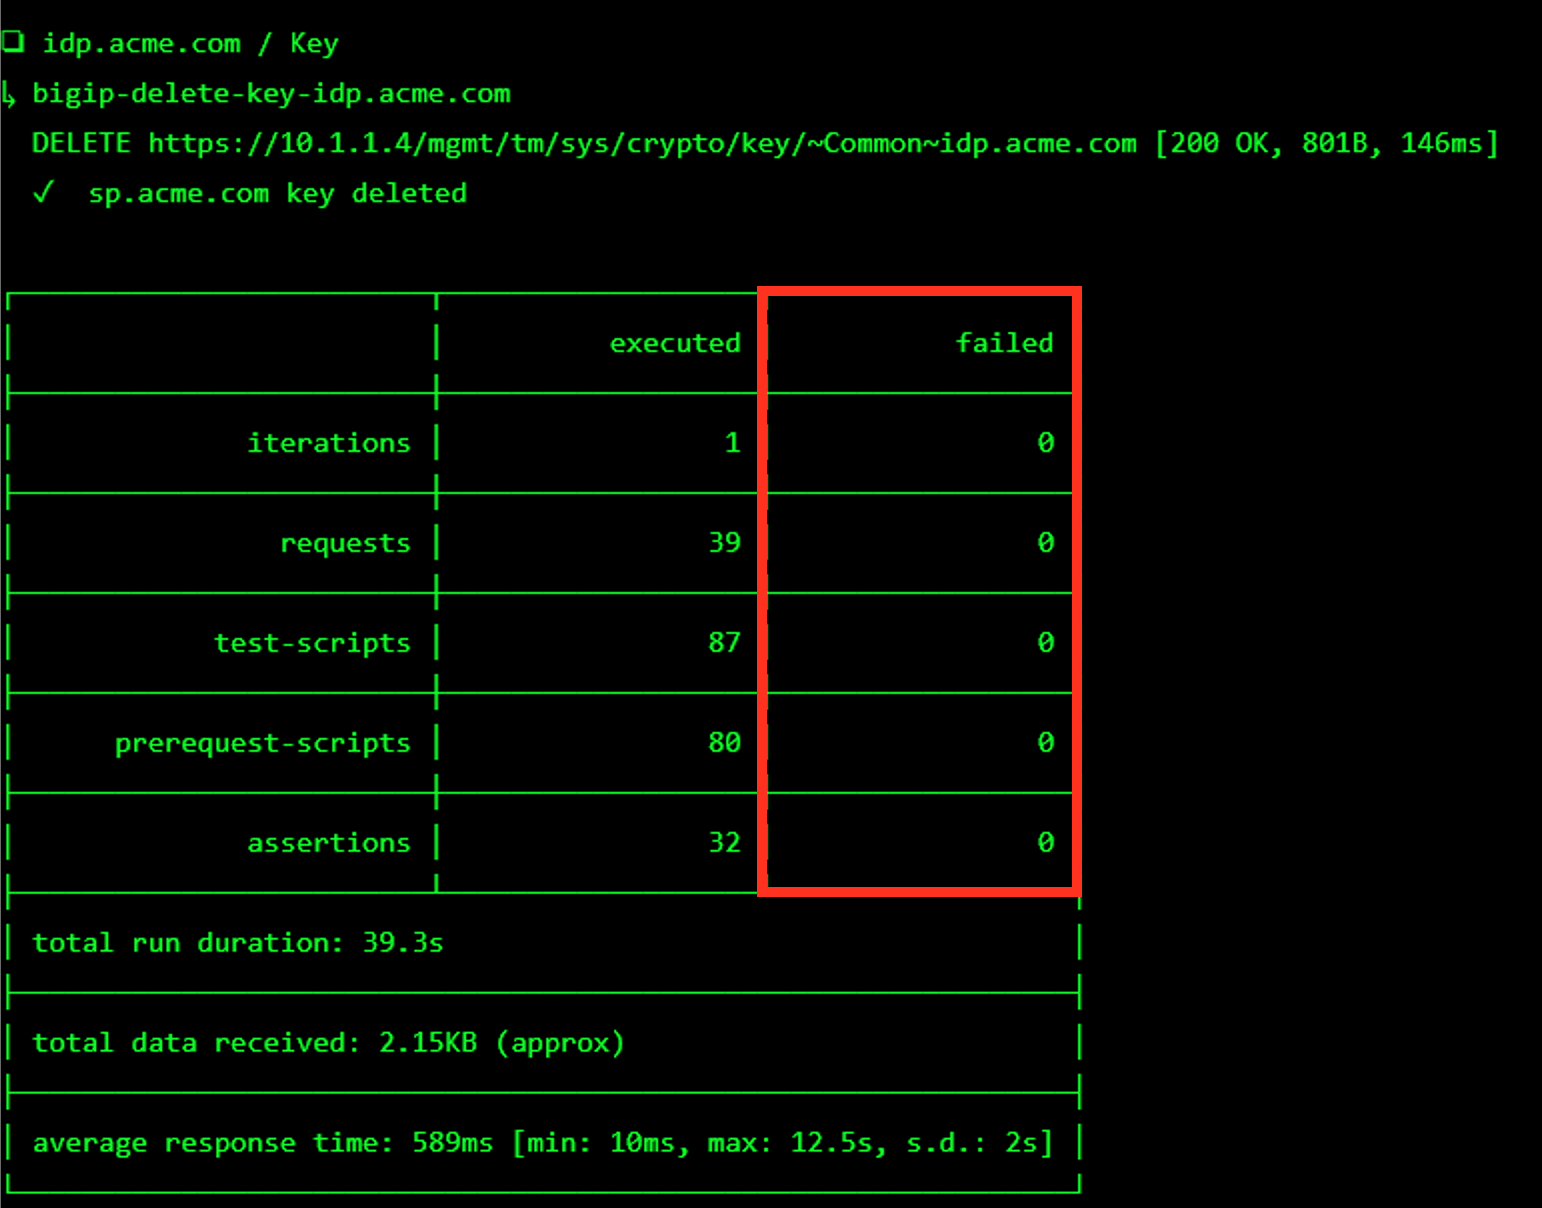 ❏ idp.acme.com / Key
↳ bigip-delete-key-idp.acme.com
DELETE https://10.1.1.4/mgmt/tm/sys/crypto/key/~Common~idp.acme.com [200 OK, 801B, 146ms]
✓ sp.acme.com key deleted
executed failed
iterations 1 0
requests 39 0
test-scripts 87 0
prerequest-scripts 80 0
assertions 32 0
total run duration: 39.3s
total data received: 2.15KB (approx)
average response time: 589ms [min: 10ms, max: 12.5s, s.d.: 2s]